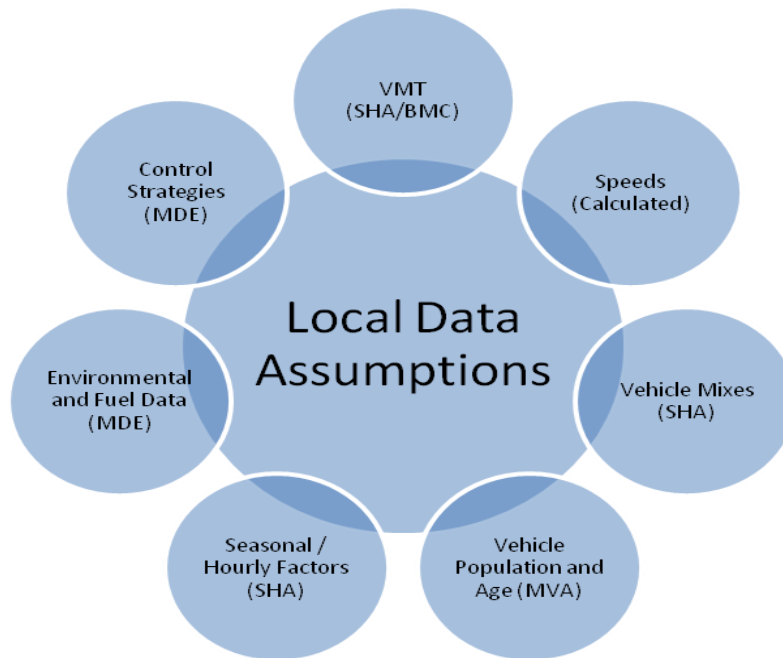 VMT
(SHA/BMC)
Speeds
(Calculated)
Vehicle Mixes
(SHA)
Vehicle
Population and
Age (MVA)
Seasonal /
Hourly Factors
(SHA)
Environmental
and Fuel Data
(MDE)
Control
Strategies
(MDE)
Local Data
Assumptions